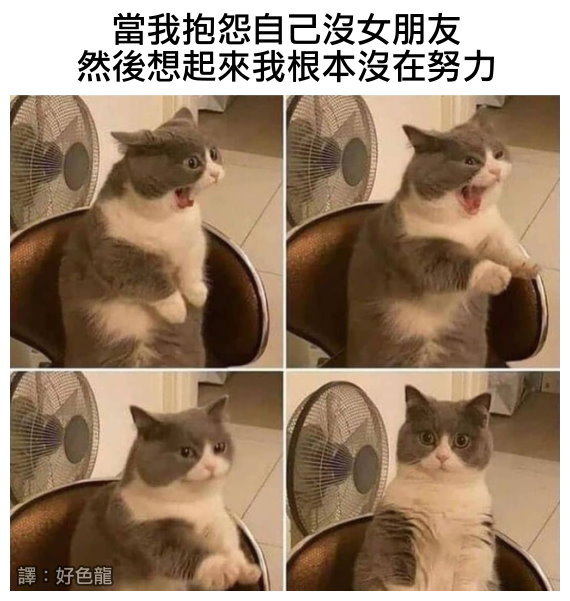 當我抱怨自己沒女朋友
然後想起來我根本沒在努力
譯：好色龍